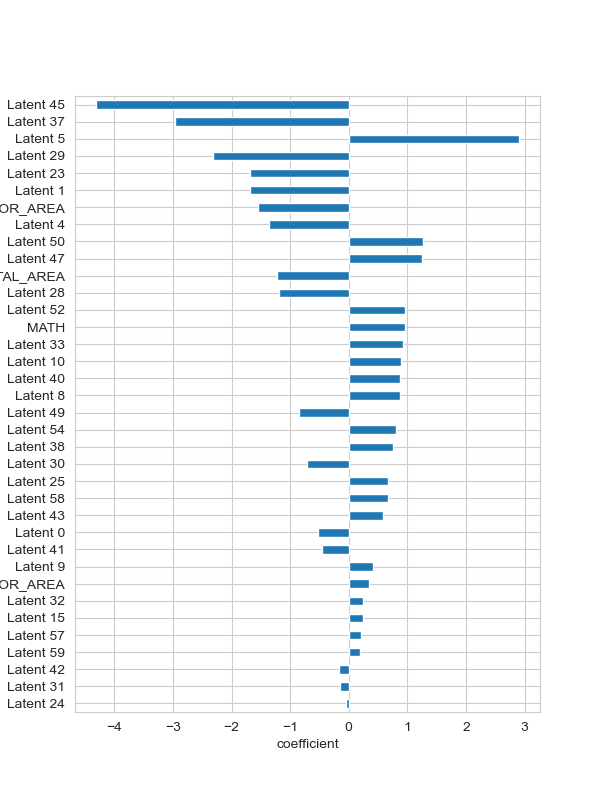 Latent 45
Latent 37
Latent 5
Latent 29
Latent 23
Latent 1
OR_AREA
Latent 4
Latent 50
Latent 47
TAL_AREA
Latent 28
Latent 52
MATH
Latent 33
Latent 10
Latent 40
Latent 8
Latent 49
Latent 54
Latent 38
Latent 30
Latent 25
Latent 58
Latent 43
Latent 0
Latent 41
Latent 9
OR_AREA
Latent 32
Latent 15
Latent 57
Latent 59
Latent 42
Latent 31
Latent 24
−4 −3 −2 −1 0 1 2 3
coefficient